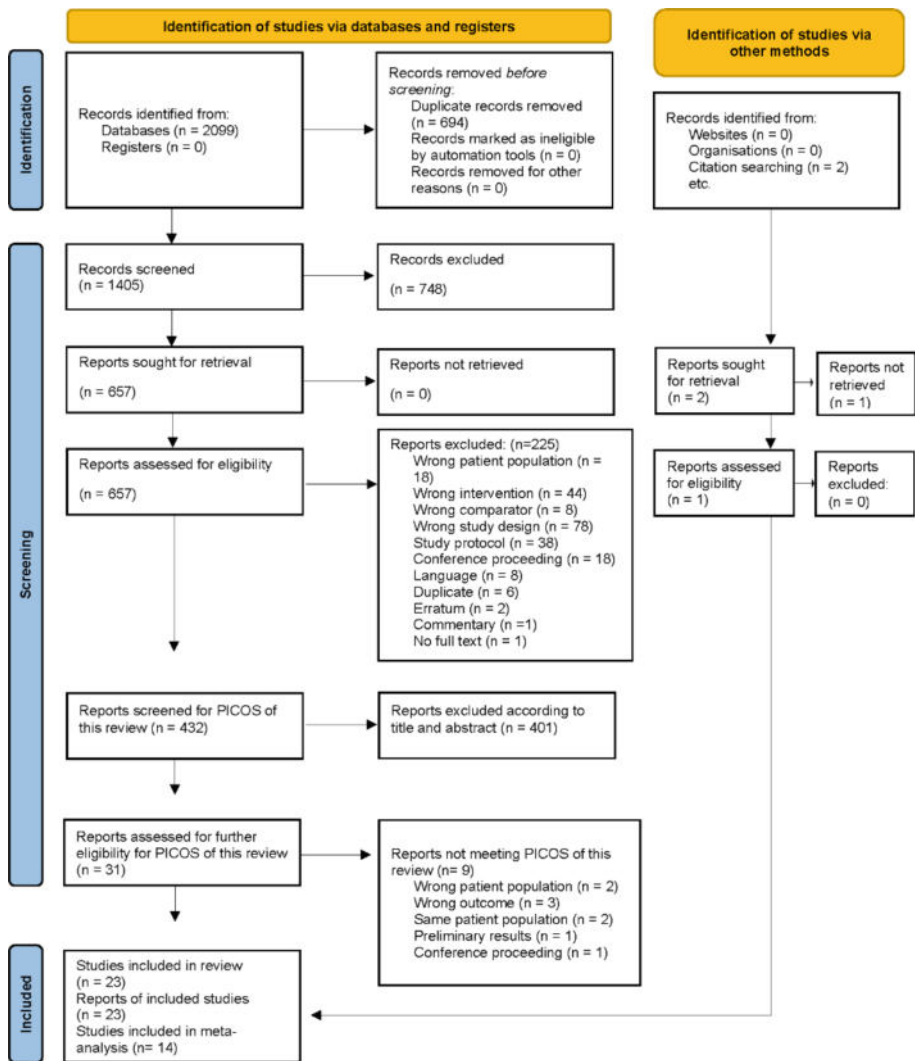 Identification of studies via databases and registers
Identification of studies via
other methods
Identification
Records identified from:
Databases (n = 2099)
Registers (n = 0)
Records removed before
screening:
Duplicate records removed
(n = 694)
Records marked as ineligible
by automation tools (n = 0)
Records removed for other
reasons (n = 0)
Records identified from:
Websites (n = 0)
Organisations (n = 0)
Citation searching (n = 2)
etc.
Screening
Records screened
(n = 1405)
Records excluded
(n = 748)
Reports sought for retrieval
(n = 657)
Reports not retrieved
(n = 0)
Reports sought
for retrieval
(n = 2)
Reports not
retrieved
(n = 1)
Reports assessed for eligibility
(n = 657)
Reports excluded: (n=225)
Wrong patient population (n =
18)
Wrong intervention (n = 44)
Wrong comparator (n = 8)
Wrong study design (n = 78)
Study protocol (n = 38)
Conference proceeding (n = 18)
Language (n = 8)
Duplicate (n = 6)
Erratum (n = 2)
Commentary (n =1)
No full text (n = 1)
Reports assessed
for eligibility
(n = 1)
Reports
excluded:
(n = 0)
Reports screened for PICOS of
this review (n = 432)
Reports excluded according to
title and abstract (n = 401)
Reports assessed for further
eligibility for PICOS of this review
(n = 31)
Reports not meeting PICOS of this
review (n= 9)
Wrong patient population (n = 2)
Wrong outcome (n = 3)
Same patient population (n = 2)
Preliminary results (n = 1)
Conference proceeding (n = 1)
Included
Studies included in review
(n = 23)
Reports of included studies
(n = 23)
Studies included in meta-
analysis (n= 14)